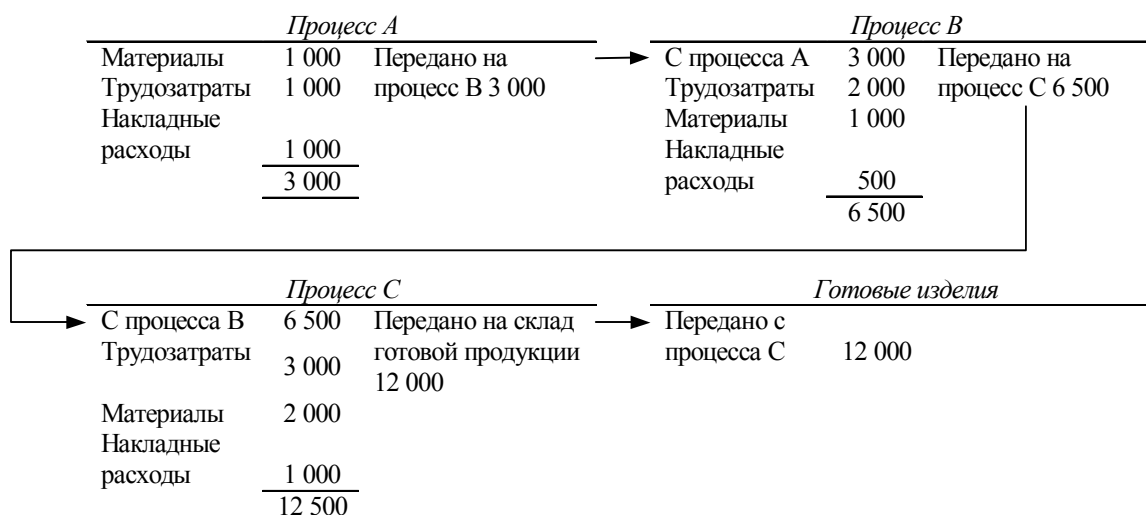 Процесс А
Материалы 1 000 Передано на
Трудозатраты 1 000 процесс В 3 000
Накладные
расходы 1 000
3 000
Процесс В
С процесса А 3 000 Передано на
Трудозатраты 2 000 процесс С 6 500
Материалы 1 000
Накладные
расходы 500
6 500
Процесс С
С процесса В 6 500 Передано на склад
Трудозатраты 3 000 готовой продукции
12 000
Материалы 2 000
Накладные
расходы 1 000
12 500
Готовые изделия
Передано с
процесса С 12 000